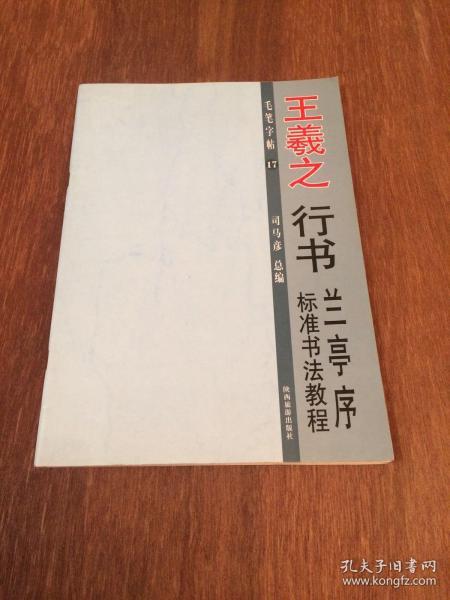 王羲之
行书
兰亭序
标准书法教程
毛笔字帖
17
司马彦 总编
陕西旅游出版社
孔夫子旧书网
www.kongfz.com